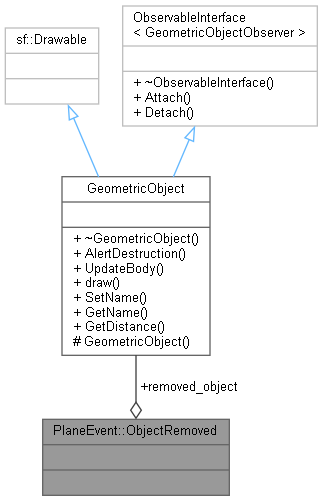 ObservableInterface
< GeometricObjectObserver >
sf::Drawable
+ ~ObservableInterface()
+ Attach()
+ Detach()
GeometricObject
+ ~GeometricObject()
+ AlertDestruction()
+ UpdateBody()
+ draw()
+ SetName()
+ GetName()
+ GetDistance()
# GeometricObject()
+removed_object
PlaneEvent::ObjectRemoved